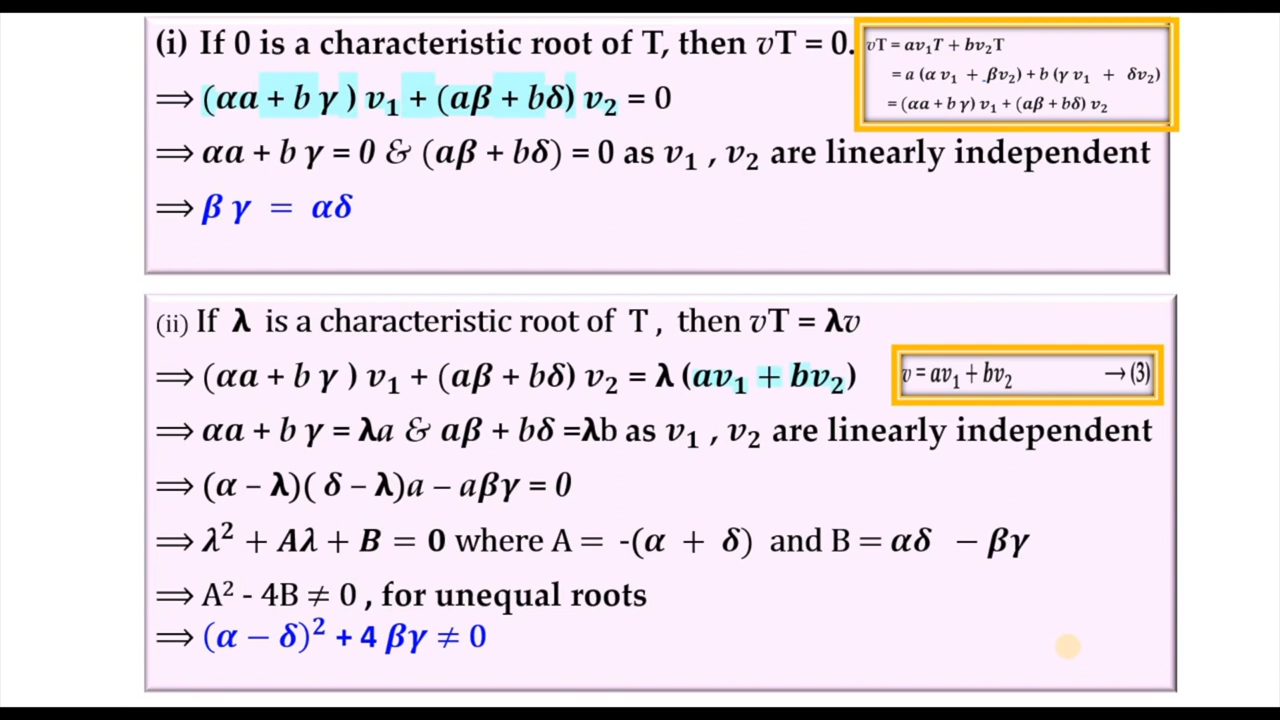 (i) If 0 is a characteristic root of T, then 𝑣T = 0.
𝑣T = a𝑣₁T + b𝑣₂T
= a (α 𝑣₁ + β𝑣₂) + b (γ 𝑣₁ + δ𝑣₂)
= (αa + b γ) 𝑣₁ + (aβ + bδ) 𝑣₂
⟹ (αa + b γ ) 𝑣₁ + (aβ + bδ) 𝑣₂ = 0
⟹ αa + b γ = 0 & (aβ + bδ) = 0 as 𝑣₁ , 𝑣₂ are linearly independent
⟹ β γ = αδ
(ii) If λ is a characteristic root of T , then 𝑣T = λ𝑣
⟹ (αa + b γ ) 𝑣₁ + (aβ + bδ) 𝑣₂ = λ (a𝑣₁ + b𝑣₂)
𝑣 = a𝑣₁ + b𝑣₂ → (3)
⟹ αa + b γ = λa & aβ + bδ =λb as 𝑣₁ , 𝑣₂ are linearly independent
⟹ (α – λ)( δ – λ)a – aβγ = 0
⟹ λ² + Aλ + B = 0 where A = -(α + δ) and B = αδ − βγ
⟹ A² - 4B ≠ 0 , for unequal roots
⟹ (α − δ)² + 4 βγ ≠ 0